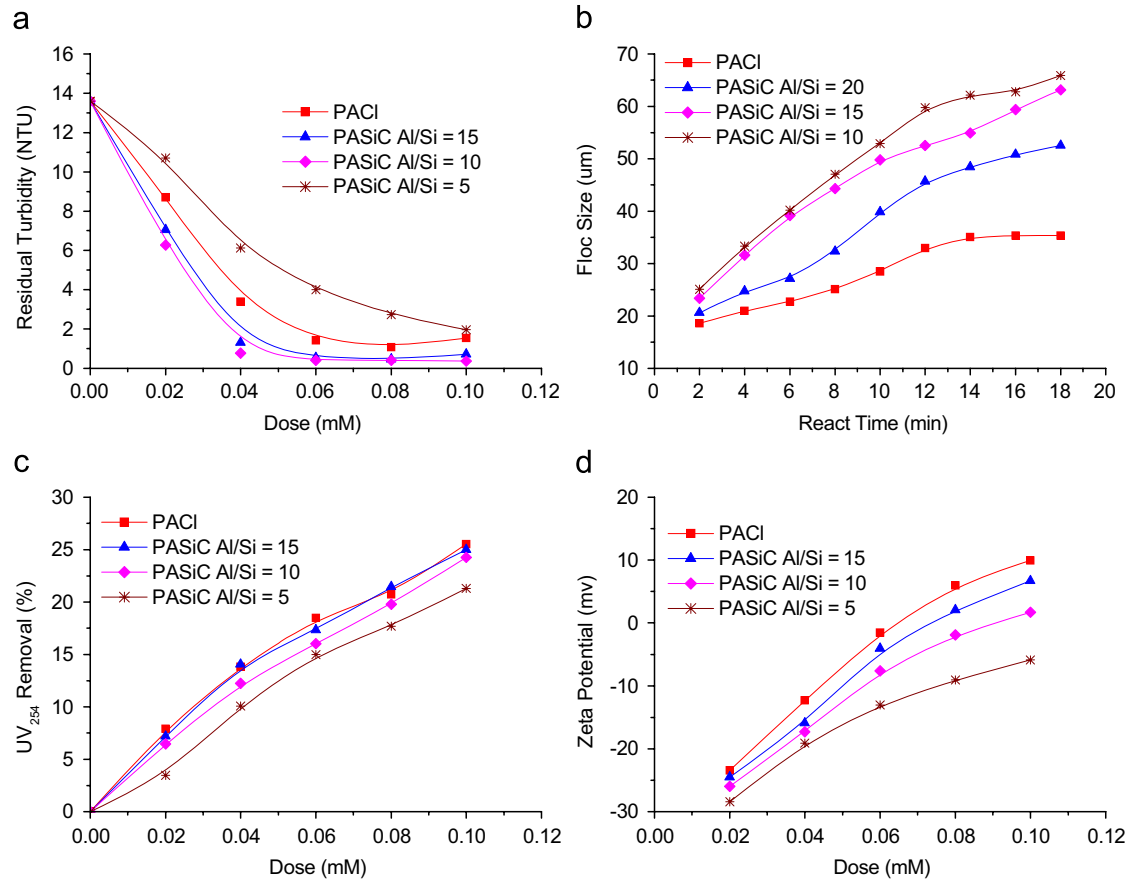 a
Residual Turbidity (NTU)
16
14
12
10
8
6
4
2
0
PACl
PASiC Al/Si = 15
PASiC Al/Si = 10
PASiC Al/Si = 5
0.00 0.02 0.04 0.06 0.08 0.10 0.12
Dose (mM)
b
Floc Size (um)
70
60
50
40
30
20
10
PACl
PASiC Al/Si = 20
PASiC Al/Si = 15
PASiC Al/Si = 10
0 2 4 6 8 10 12 14 16 18 20
React Time (min)
c
UV254 Removal (%)
30
25
20
15
10
5
0
PACl
PASiC Al/Si = 15
PASiC Al/Si = 10
PASiC Al/Si = 5
0.00 0.02 0.04 0.06 0.08 0.10 0.12
Dose (mM)
d
Zeta Potential (mv)
20
10
0
-10
-20
-30
PACl
PASiC Al/Si = 15
PASiC Al/Si = 10
PASiC Al/Si = 5
0.00 0.02 0.04 0.06 0.08 0.10 0.12
Dose (mM)